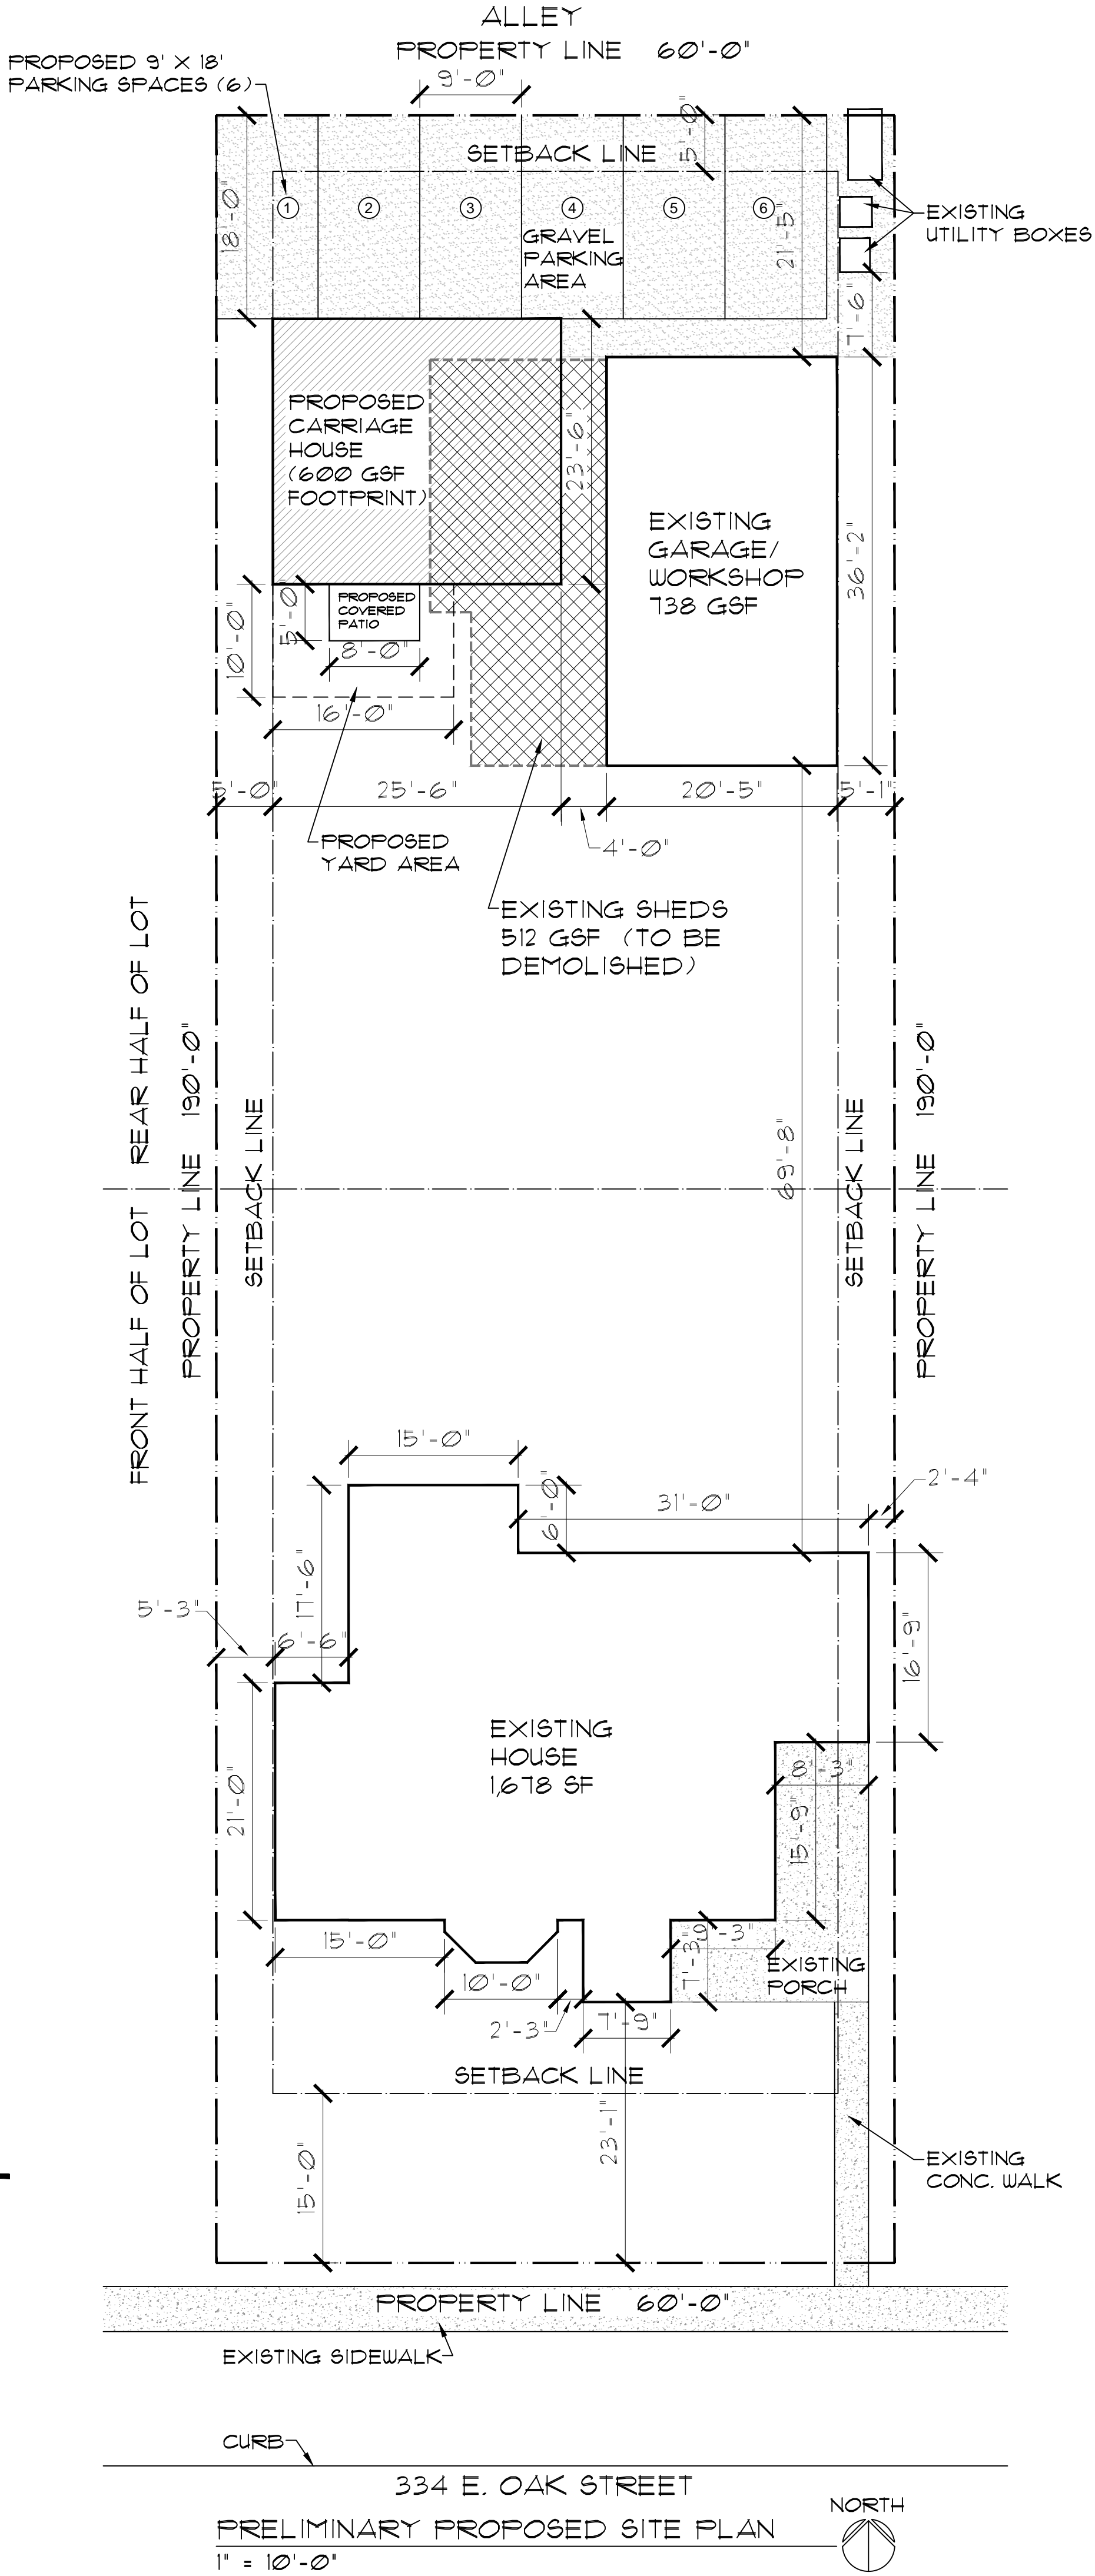 ALLEY
PROPERTY LINE 60'-0"
PROPOSED 9' X 18'
PARKING SPACES (6)
9'-0"
5'-0"
SETBACK LINE
18'-0"
1
2
3
4
5
6
21'-5"
GRAVEL
PARKING
AREA
EXISTING
UTILITY BOXES
7'-6"
PROPOSED
CARRIAGE
HOUSE
(600 GSF
FOOTPRINT)
23'-6"
EXISTING
GARAGE/
WORKSHOP
738 GSF
36'-2"
10'-0"
5'-0"
PROPOSED
COVERED
PATIO
8'-0"
16'-0"
5'-0"
25'-6"
20'-5"
5'-1"
4'-0"
PROPOSED
YARD AREA
EXISTING SHEDS
512 GSF (TO BE
DEMOLISHED)
REAR HALF OF LOT
FRONT HALF OF LOT
PROPERTY LINE 190'-0"
SETBACK LINE
69'-8"
SETBACK LINE
PROPERTY LINE 190'-0"
15'-0"
6'-0"
31'-0"
2'-4"
17'-6"
5'-3"
6'-6"
16'-9"
EXISTING
HOUSE
1,678 SF
21'-0"
8'-3"
15'-9"
15'-0"
10'-0"
2'-3"
7'-9"
7'-3"
9'-3"
EXISTING
PORCH
SETBACK LINE
15'-0"
23'-1"
EXISTING
CONC. WALK
PROPERTY LINE 60'-0"
EXISTING SIDEWALK
CURB
334 E. OAK STREET
PRELIMINARY PROPOSED SITE PLAN
NORTH
1" = 10'-0"